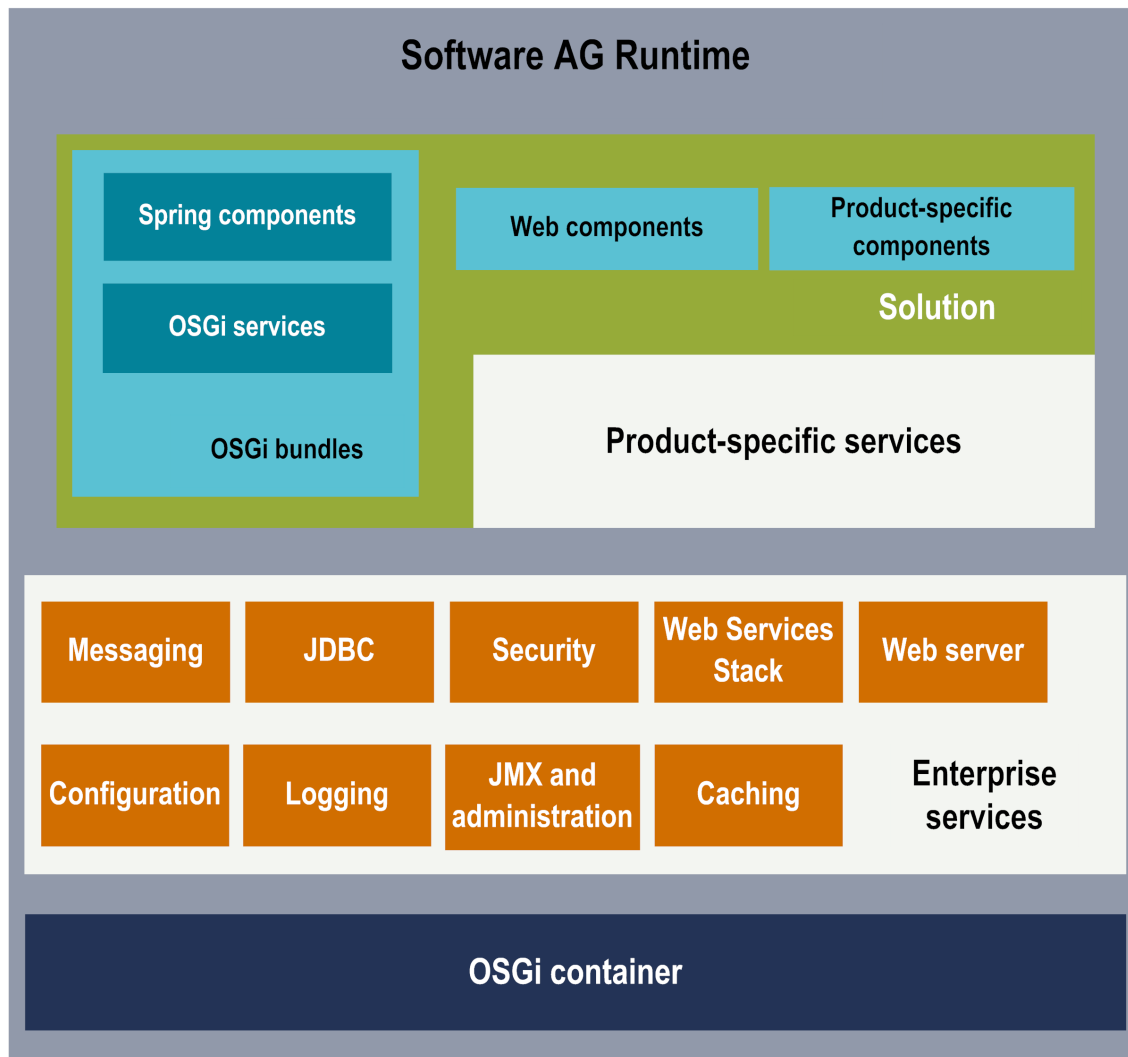 Software AG Runtime
Spring components
OSGi services
OSGi bundles
Web components
Product-specific
components
Solution
Product-specific services
Messaging
JDBC
Security
Web Services
Stack
Web server
Configuration
Logging
JMX and
administration
Caching
Enterprise
services
OSGi container